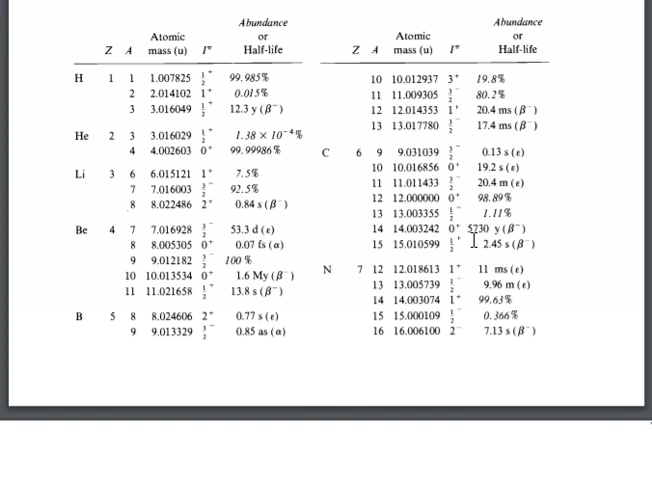 Abundance
Atomic or
Z A mass (u) Iπ Half-life
H 1 1 1.007825 ½⁺ 99.985%
2 2.014102 1⁺ 0.015%
3 3.016049 ½⁺ 12.3 y (β⁻)
He 2 3 3.016029 ½⁺ 1.38 × 10⁻⁴%
4 4.002603 0⁺ 99.99986%
Li 3 6 6.015121 1⁺ 7.5%
7 7.016003 3/2⁻ 92.5%
8 8.022486 2⁺ 0.84 s (β⁻)
Be 4 7 7.016928 3/2⁻ 53.3 d (ε)
8 8.005305 0⁺ 0.07 fs (α)
9 9.012182 3/2⁻ 100%
10 10.013534 0⁺ 1.6 My (β⁻)
11 11.021658 ½⁺ 13.8 s (β⁻)
B 5 8 8.024606 2⁺ 0.77 s (ε)
9 9.013329 3/2⁻ 0.85 as (α)
Abundance
Atomic or
Z A mass (u) Iπ Half-life
10 10.012937 3⁺ 19.8%
11 11.009305 3/2⁻ 80.2%
12 12.014353 1⁺ 20.4 ms (β⁻)
13 13.017780 3/2⁻ 17.4 ms (β⁻)
C 6 9 9.031039 3/2⁻ 0.13 s (ε)
10 10.016856 0⁺ 19.2 s (ε)
11 11.011433 3/2⁻ 20.4 m (ε)
12 12.000000 0⁺ 98.89%
13 13.003355 ½⁻ 1.11%
14 14.003242 0⁺ 5730 y (β⁻)
15 15.010599 ½⁺ 2.45 s (β⁻)
N 7 12 12.018613 1⁺ 11 ms (ε)
13 13.005739 ½⁻ 9.96 m (ε)
14 14.003074 1⁺ 99.63%
15 15.000109 ½⁻ 0.366%
16 16.006100 2⁻ 7.13 s (β⁻)